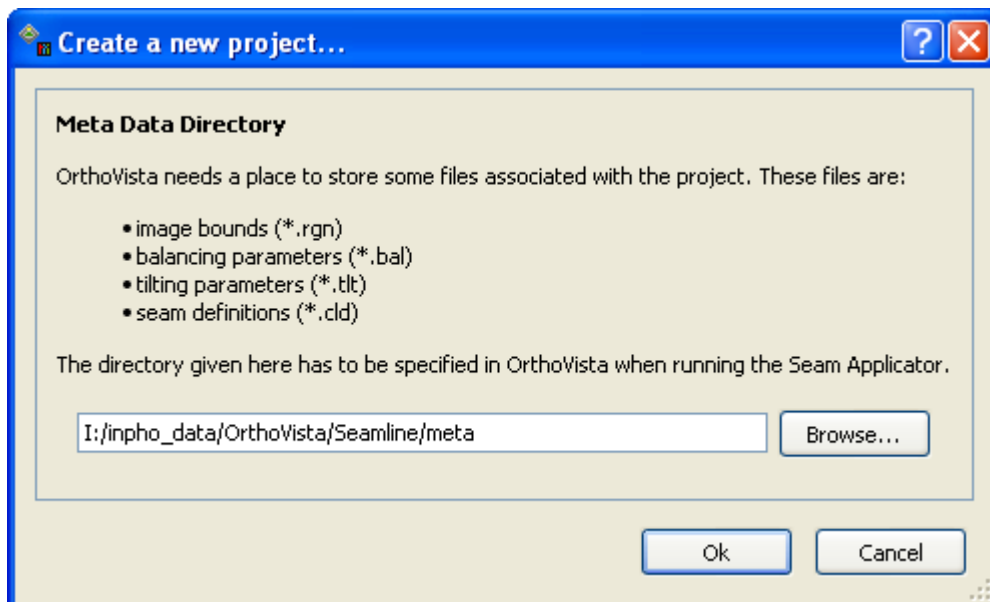 Create a new project...
Meta Data Directory
OrthoVista needs a place to store some files associated with the project. These files are:
• image bounds (*.rgn)
• balancing parameters (*.bal)
• tilting parameters (*.tlt)
• seam definitions (*.cld)
The directory given here has to be specified in OrthoVista when running the Seam Applicator.
I:/inpho_data/OrthoVista/Seamline/meta
Browse...
Ok
Cancel